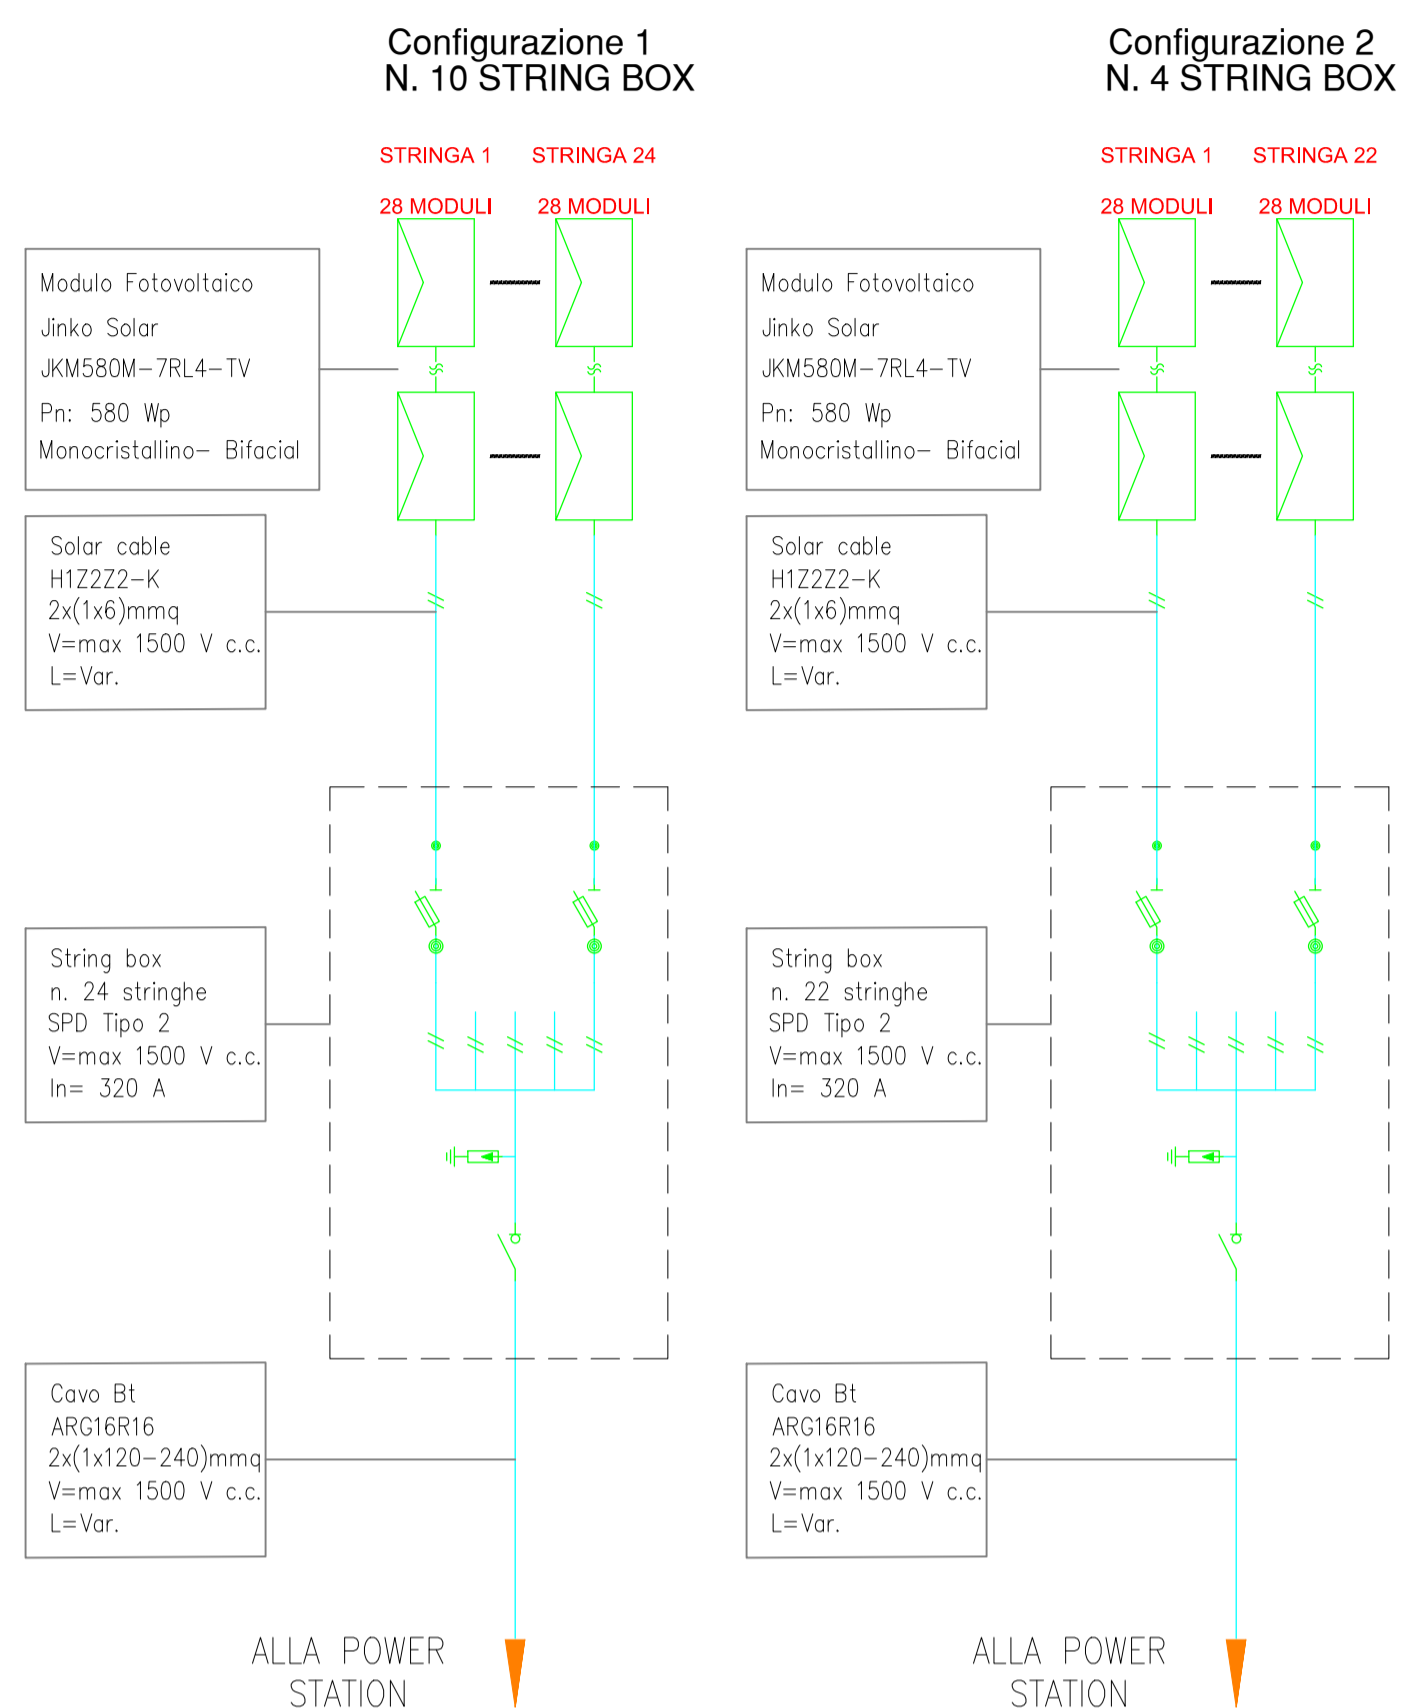 Configurazione 1
N. 10 STRING BOX
STRINGA 1
STRINGA 24
28 MODULI
28 MODULI
Modulo Fotovoltaico
Jinko Solar
JKM580M-7RL4-TV
Pn: 580 Wp
Monocristallino- Bifacial
Solar cable
H1Z2Z2-K
2x(1x6)mmq
V=max 1500 V c.c.
L=Var.
String box
n. 24 stringhe
SPD Tipo 2
V=max 1500 V c.c.
In= 320 A
Cavo Bt
ARG16R16
2x(1x120-240)mmq
V=max 1500 V c.c.
L=Var.
ALLA POWER
STATION
Configurazione 2
N. 4 STRING BOX
STRINGA 1
STRINGA 22
28 MODULI
28 MODULI
Modulo Fotovoltaico
Jinko Solar
JKM580M-7RL4-TV
Pn: 580 Wp
Monocristallino- Bifacial
Solar cable
H1Z2Z2-K
2x(1x6)mmq
V=max 1500 V c.c.
L=Var.
String box
n. 22 stringhe
SPD Tipo 2
V=max 1500 V c.c.
In= 320 A
Cavo Bt
ARG16R16
2x(1x120-240)mmq
V=max 1500 V c.c.
L=Var.
ALLA POWER
STATION